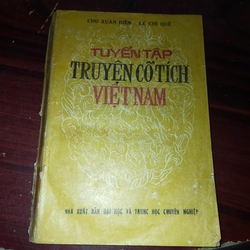 CHU XUÂN DIÊN - LÊ CHÍ QUẾ
TUYỂN TẬP
TRUYỆN CỔ TÍCH
VIỆT NAM
NHÀ XUẤT BẢN ĐẠI HỌC VÀ TRUNG HỌC CHUYÊN NGHIỆP